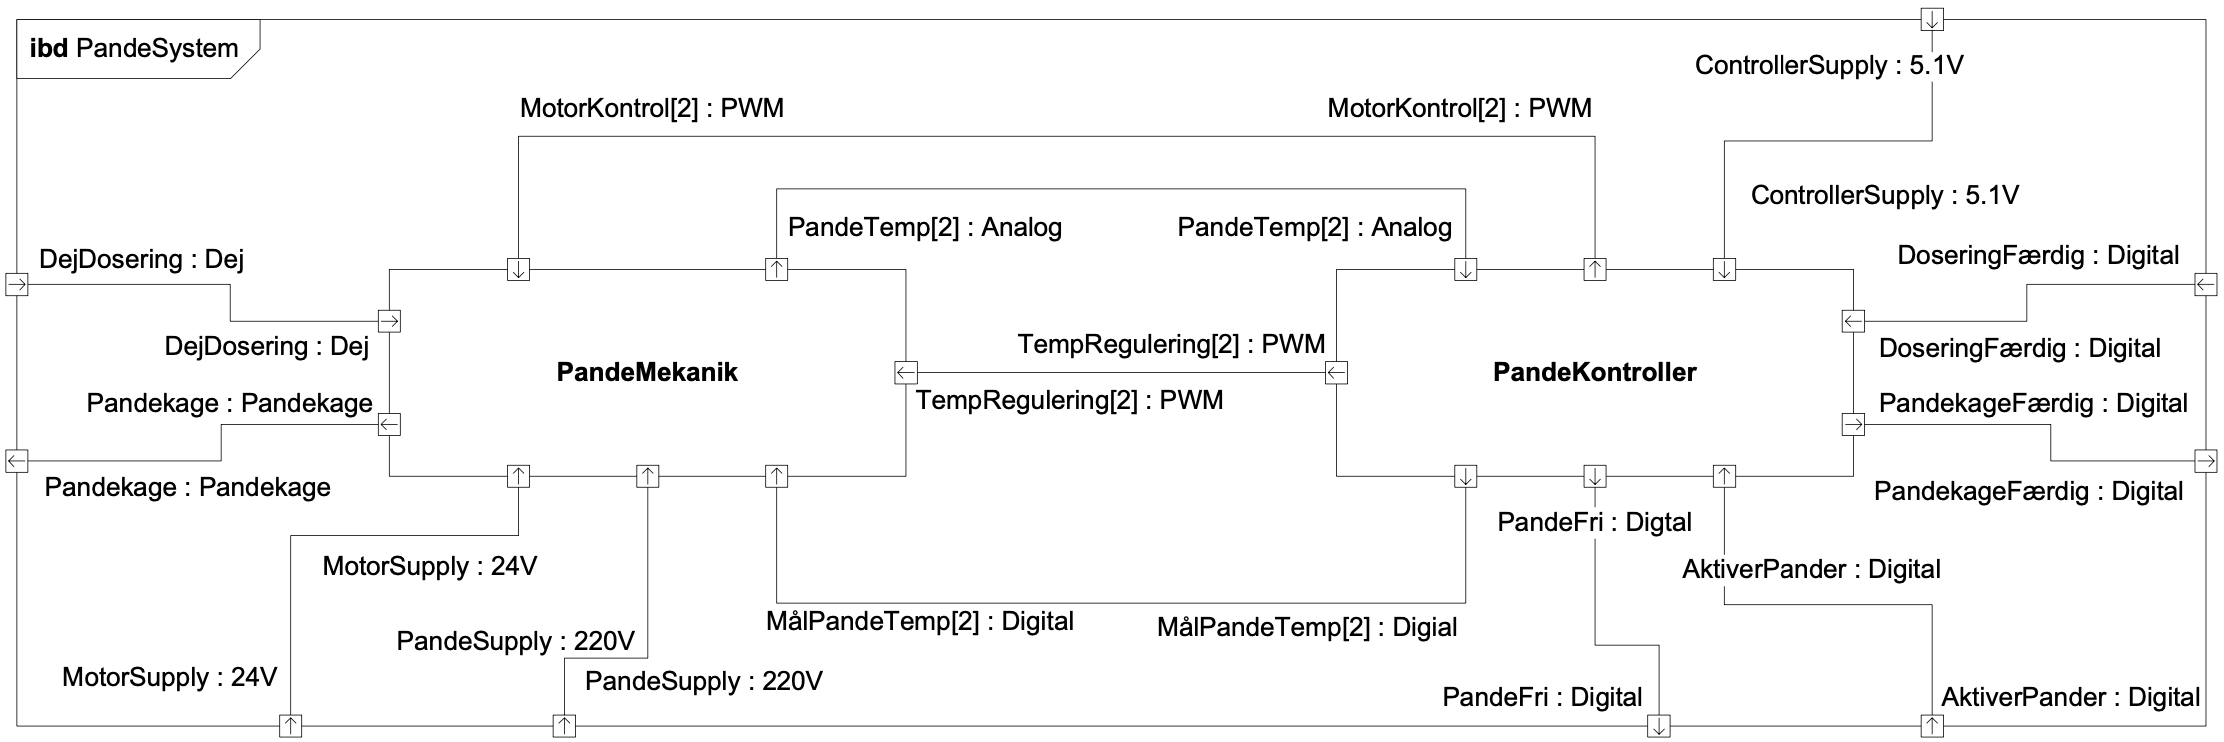 ibd PandeSystem
ControllerSupply : 5.1V
MotorKontrol[2] : PWM
MotorKontrol[2] : PWM
ControllerSupply : 5.1V
PandeTemp[2] : Analog
PandeTemp[2] : Analog
DejDosering : Dej
DoseringFærdig : Digital
DejDosering : Dej
TempRegulering[2] : PWM
DoseringFærdig : Digital
PandeMekanik
PandeKontroller
TempRegulering[2] : PWM
Pandekage : Pandekage
PandekageFærdig : Digital
Pandekage : Pandekage
PandekageFærdig : Digital
PandeFri : Digtal
MotorSupply : 24V
AktiverPander : Digital
MålPandeTemp[2] : Digital
MålPandeTemp[2] : Digial
PandeSupply : 220V
MotorSupply : 24V
PandeSupply : 220V
PandeFri : Digital
AktiverPander : Digital